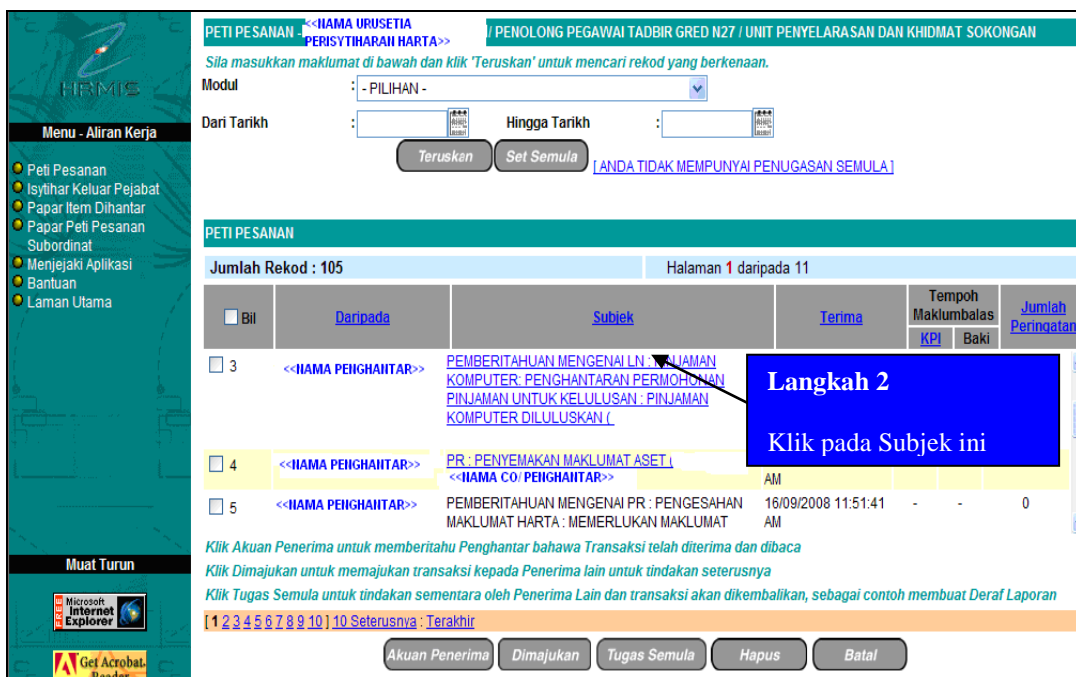 PETI PESANAN - <<NAMA URUSETIA PERISYTIHARAN HARTA>> / PENOLONG PEGAWAI TADBIR GRED N27 / UNIT PENYELARASAN DAN KHIDMAT SOKONGAN
Sila masukkan maklumat di bawah dan klik 'Teruskan' untuk mencari rekod yang berkenaan.
HRMIS
Modul : - PILIHAN -
Dari Tarikh : Hingga Tarikh :
Teruskan Set Semula [ ANDA TIDAK MEMPUNYAI PENUGASAN SEMULA ]
Menu - Aliran Kerja
Peti Pesanan
Isytihar Keluar Pejabat
Papar Item Dihantar
Papar Peti Pesanan
Subordinat
Menjejaki Aplikasi
Bantuan
Laman Utama
PETI PESANAN
Jumlah Rekod : 105 Halaman 1 daripada 11
Bil Daripada Subjek Terima Tempoh Maklumbalas Jumlah Peringatan
KPI Baki
3 <<NAMA PENGHANTAR>> PEMBERITAHUAN MENGENAI LN : PINJAMAN
KOMPUTER: PENGHANTARAN PERMOHONAN
PINJAMAN UNTUK KELULUSAN : PINJAMAN
KOMPUTER DILULUSKAN (
Langkah 2
Klik pada Subjek ini
4 <<NAMA PENGHANTAR>> PR : PENYEMAKAN MAKLUMAT ASET (
<<NAMA CO/ PENGHANTAR>> AM
5 <<NAMA PENGHANTAR>> PEMBERITAHUAN MENGENAI PR : PENGESAHAN 16/09/2008 11:51:41 - - 0
MAKLUMAT HARTA : MEMERLUKAN MAKLUMAT AM
Klik Akuan Penerima untuk memberitahu Penghantar bahawa Transaksi telah diterima dan dibaca
Klik Dimajukan untuk memajukan transaksi kepada Penerima lain untuk tindakan seterusnya
Klik Tugas Semula untuk tindakan sementara oleh Penerima Lain dan transaksi akan dikembalikan, sebagai contoh membuat Deraf Laporan
[ 1 2 3 4 5 6 7 8 9 10 ] 10 Seterusnya : Terakhir
Akuan Penerima Dimajukan Tugas Semula Hapus Batal
Muat Turun
Microsoft
Internet
Explorer
Get Acrobat
Reader